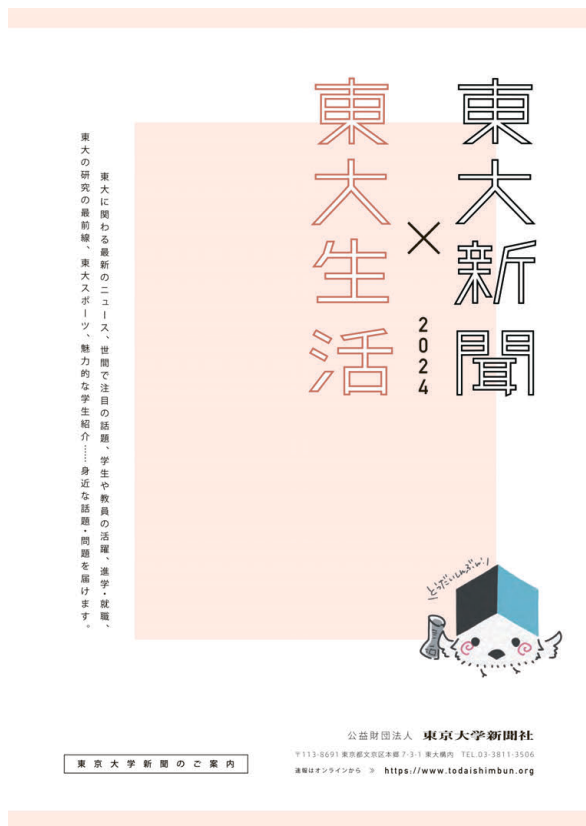 東大新聞
×
2024
東大生活
東大に関わる最新のニュース、世間で注目の話題、学生や教員の活躍、進学・就職、
東大の研究の最前線、東大スポーツ、魅力的な学生紹介……身近な話題・問題を届けます。
とうだいしんぶん!
公益財団法人 東京大学新聞社
〒113-8691 東京都文京区本郷 7-3-1 東大構内 TEL.03-3811-3506
速報はオンラインから ≫ https://www.todaishimbun.org
東京大学新聞のご案内